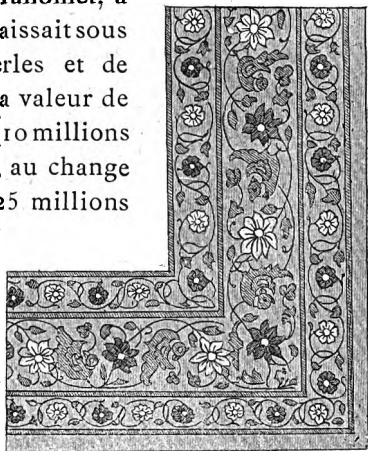 à
aissait sous
erles et de
a valeur de
10 millions
, au change
25 millions